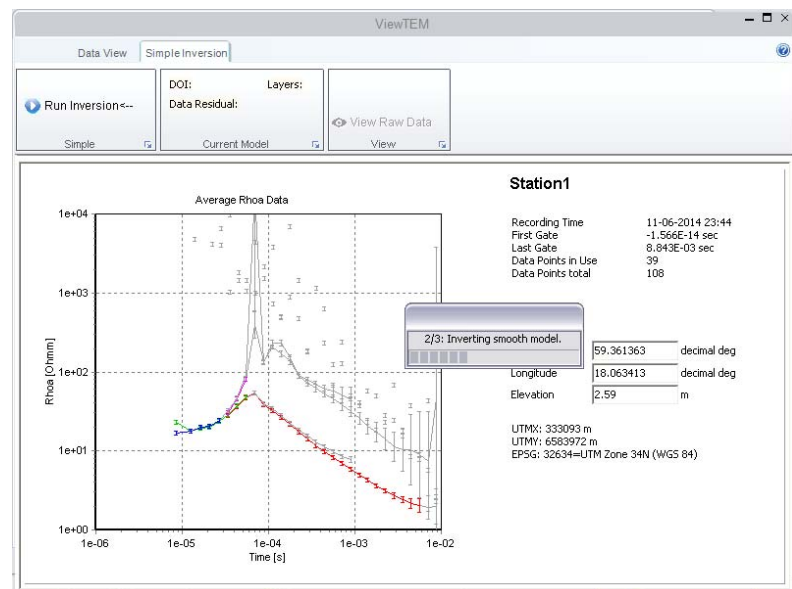 ViewTEM
Data View Simple Inversion
Run Inversion<--
Simple
DOI: Layers:
Data Residual:
Current Model
View Raw Data
View
Average Rhoa Data
1e+04
1e+03
1e+02
1e+01
1e+00
Rhoa [Ohmm]
1e-06 1e-05 1e-04 1e-03 1e-02
Time [s]
Station1
Recording Time 11-06-2014 23:44
First Gate -1.566E-14 sec
Last Gate 8.843E-03 sec
Data Points in Use 39
Data Points total 108
2/3: Inverting smooth model.
59.361363 decimal deg
Longitude 18.063413 decimal deg
Elevation 2.59 m
UTMX: 333093 m
UTMY: 6583972 m
EPSG: 32634=UTM Zone 34N (WGS 84)